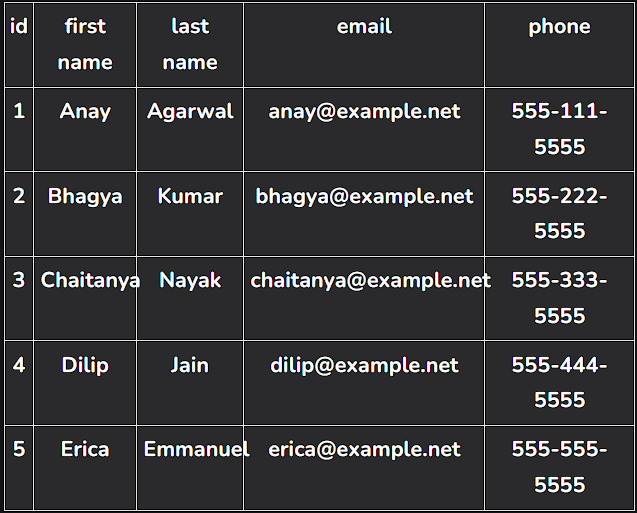 id first name last name email phone
1 Anay Agarwal anay@example.net 555-111-5555
2 Bhagya Kumar bhagya@example.net 555-222-5555
3 Chaitanya Nayak chaitanya@example.net 555-333-5555
4 Dilip Jain dilip@example.net 555-444-5555
5 Erica Emmanuel erica@example.net 555-555-5555